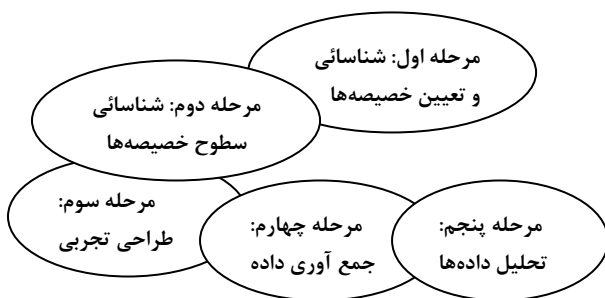 مرحله اول: شناسائی
و تعیین خصیصه‌ها
مرحله دوم: شناسائی
سطوح خصیصه‌ها
مرحله سوم:
طراحی تجربی
مرحله چهارم:
جمع آوری داده
مرحله پنجم:
تحلیل داده‌ها